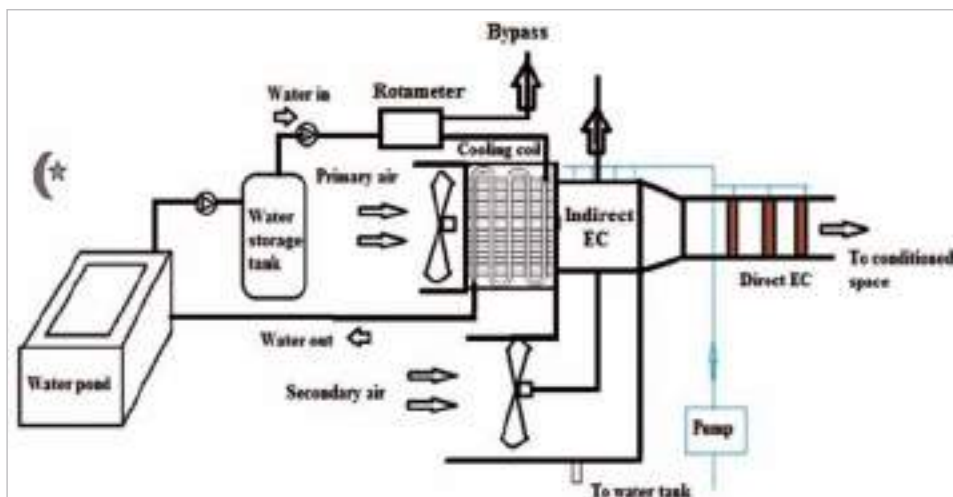 Bypass
Water in
Rotameter
Cooling coil
Primary air
Water
storage
tank
Indirect
EC
Direct EC
To conditioned
space
Water out
Water pond
Secondary air
Pump
To water tank